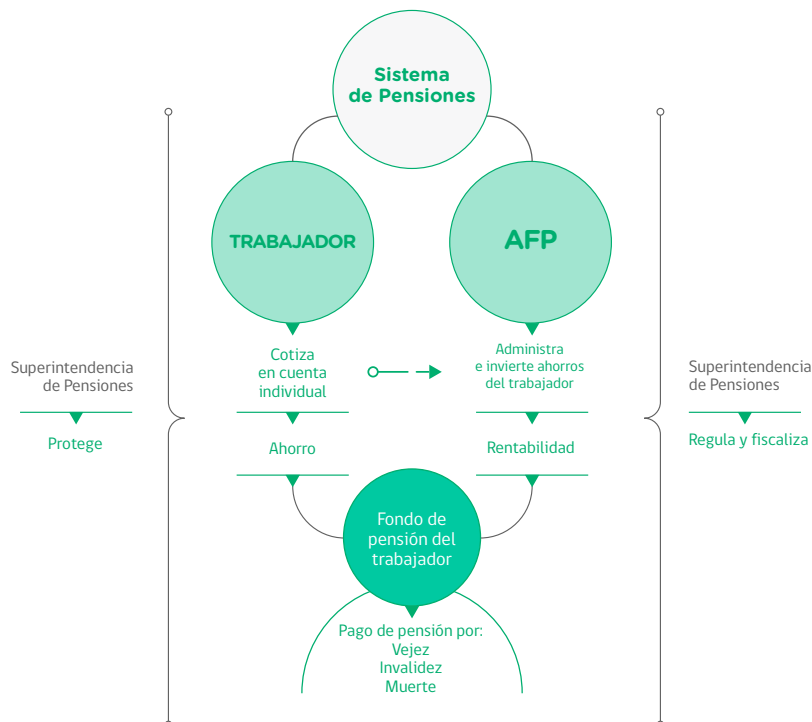 Sistema
de Pensiones
TRABAJADOR
AFP
Cotiza
en cuenta
individual
Administra
e invierte ahorros
del trabajador
Superintendencia
de Pensiones
Protege
Superintendencia
de Pensiones
Regula y fiscaliza
Ahorro
Rentabilidad
Fondo de
pensión del
trabajador
Pago de pensión por:
Vejez
Invalidez
Muerte